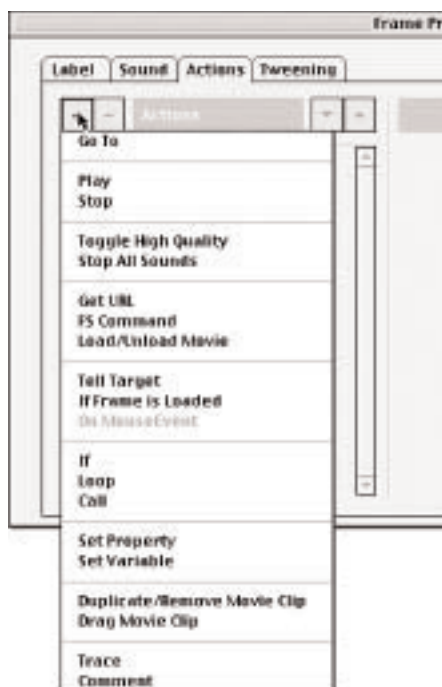 Frame Pr
Label Sound Actions Tweening
+ - Actions
Go To
Play
Stop
Toggle High Quality
Stop All Sounds
Get URL
FS Command
Load/Unload Movie
Tell Target
If Frame is Loaded
On MouseEvent
If
Loop
Call
Set Property
Set Variable
Duplicate/Remove Movie Clip
Drag Movie Clip
Trace
Comment